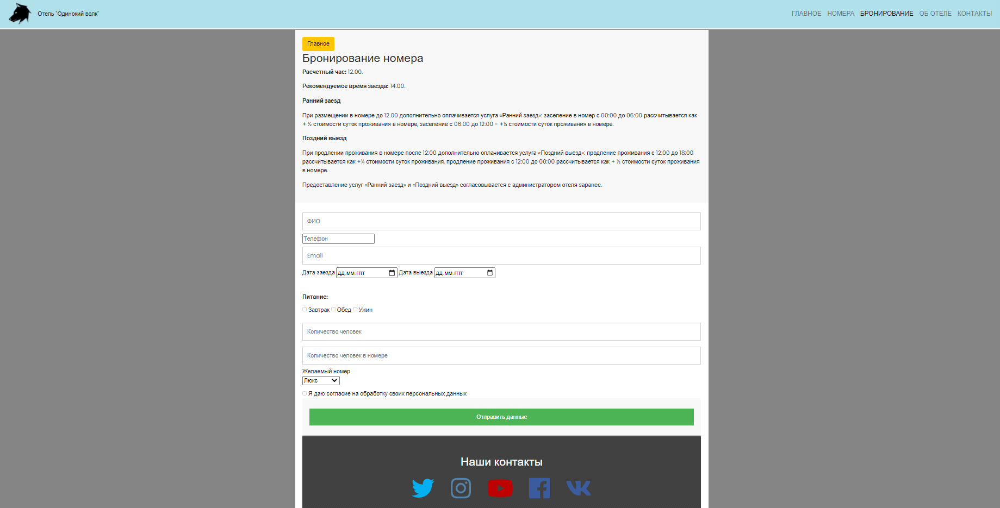 Отель "Одинокий волк"
ГЛАВНОЕ НОМЕРА БРОНИРОВАНИЕ ОБ ОТЕЛЕ КОНТАКТЫ
Главное
Бронирование номера
Расчетный час: 12.00.
Рекомендуемое время заезда: 14.00.
Ранний заезд
При размещении в номере до 12.00 дополнительно оплачивается услуга «Ранний заезд»: заселение в номер с 00:00 до 06:00 рассчитывается как
+ ½ стоимости суток проживания в номере, заселение с 06:00 до 12:00 - +¼ стоимости суток проживания в номере.
Поздний выезд
При продлении проживания в номере после 12:00 дополнительно оплачивается услуга «Поздний выезд»: продление проживания с 12:00 до 18:00
рассчитывается как +¼ стоимости суток проживания, продление проживания с 12:00 до 00:00 рассчитывается как + ½ стоимости суток проживания
в номере.
Предоставление услуг «Ранний заезд» и «Поздний выезд» согласовывается с администратором отеля заранее.
ФИО
Телефон
Email
Дата заезда дд.мм.гггг Дата выезда дд.мм.гггг
Питание:
Завтрак Обед Ужин
Количество человек
Количество человек в номере
Желаемый номер
Люкс
Я даю согласие на обработку своих персональных данных
Отправить данные
Наши контакты